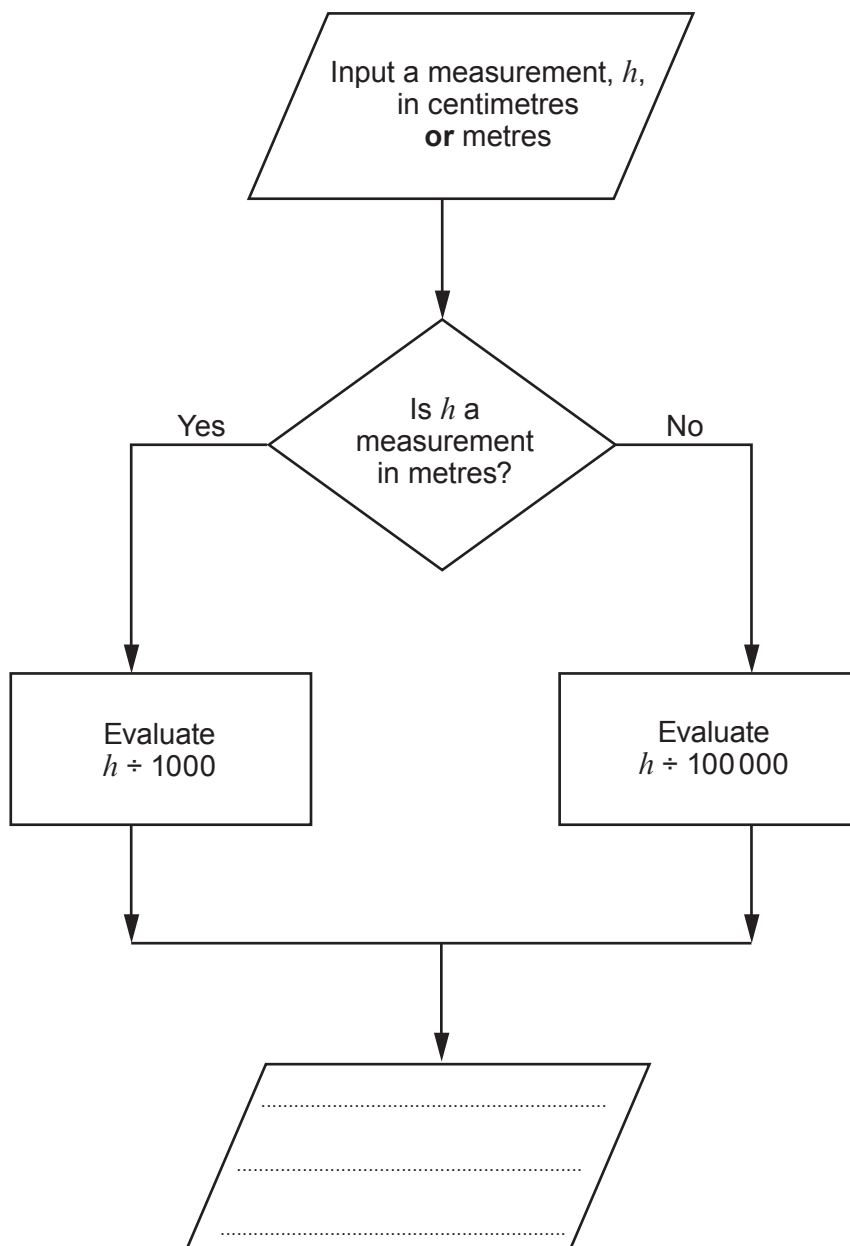 Input a measurement, h,
in centimetres
or metres
Is h a
measurement
in metres?
Yes
No
Evaluate
h ÷ 1000
Evaluate
h ÷ 100 000